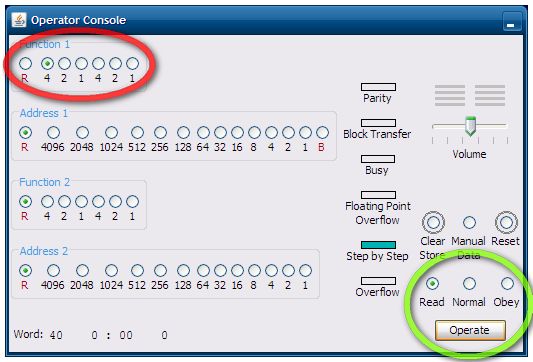 Operator Console
Function 1
R 4 2 1 4 2 1
Address 1
R 4096 2048 1024 512 256 128 64 32 16 8 4 2 1 B
Function 2
R 4 2 1 4 2 1
Address 2
R 4096 2048 1024 512 256 128 64 32 16 8 4 2 1
Word: 40 0 : 00 0
Parity
Block Transfer
Busy
Floating Point
Overflow
Step by Step
Overflow
Volume
Clear
Store
Manual
Data
Reset
Read Normal Obey
Operate